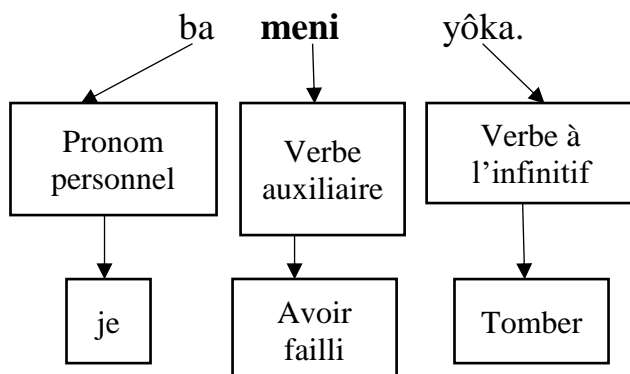 ba meni yôka.
Pronom
personnel
Verbe
auxiliaire
Verbe à
l’infinitif
je
Avoir
failli
Tomber